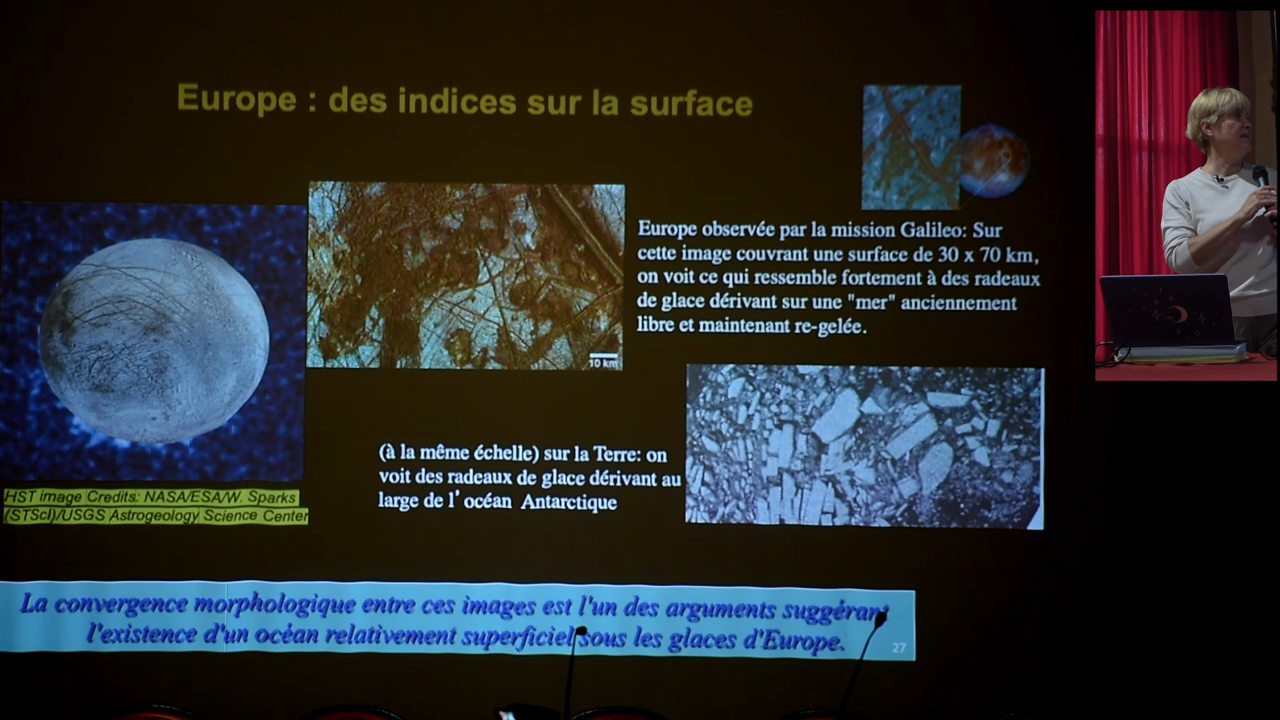 Europe : des indices sur la surface
Europe observée par la mission Galileo: Sur
cette image couvrant une surface de 30 x 70 km,
on voit ce qui ressemble fortement à des radeaux
de glace dérivant sur une "mer" anciennement
libre et maintenant re-gelée.
10 km
(à la même échelle) sur la Terre: on
voit des radeaux de glace dérivant au
large de l’océan Antarctique
HST image Credits: NASA/ESA/W. Sparks
(STScI)/USGS Astrogeology Science Center
La convergence morphologique entre ces images est l'un des arguments suggérant
l'existence d'un océan relativement superficiel sous les glaces d'Europe.
27